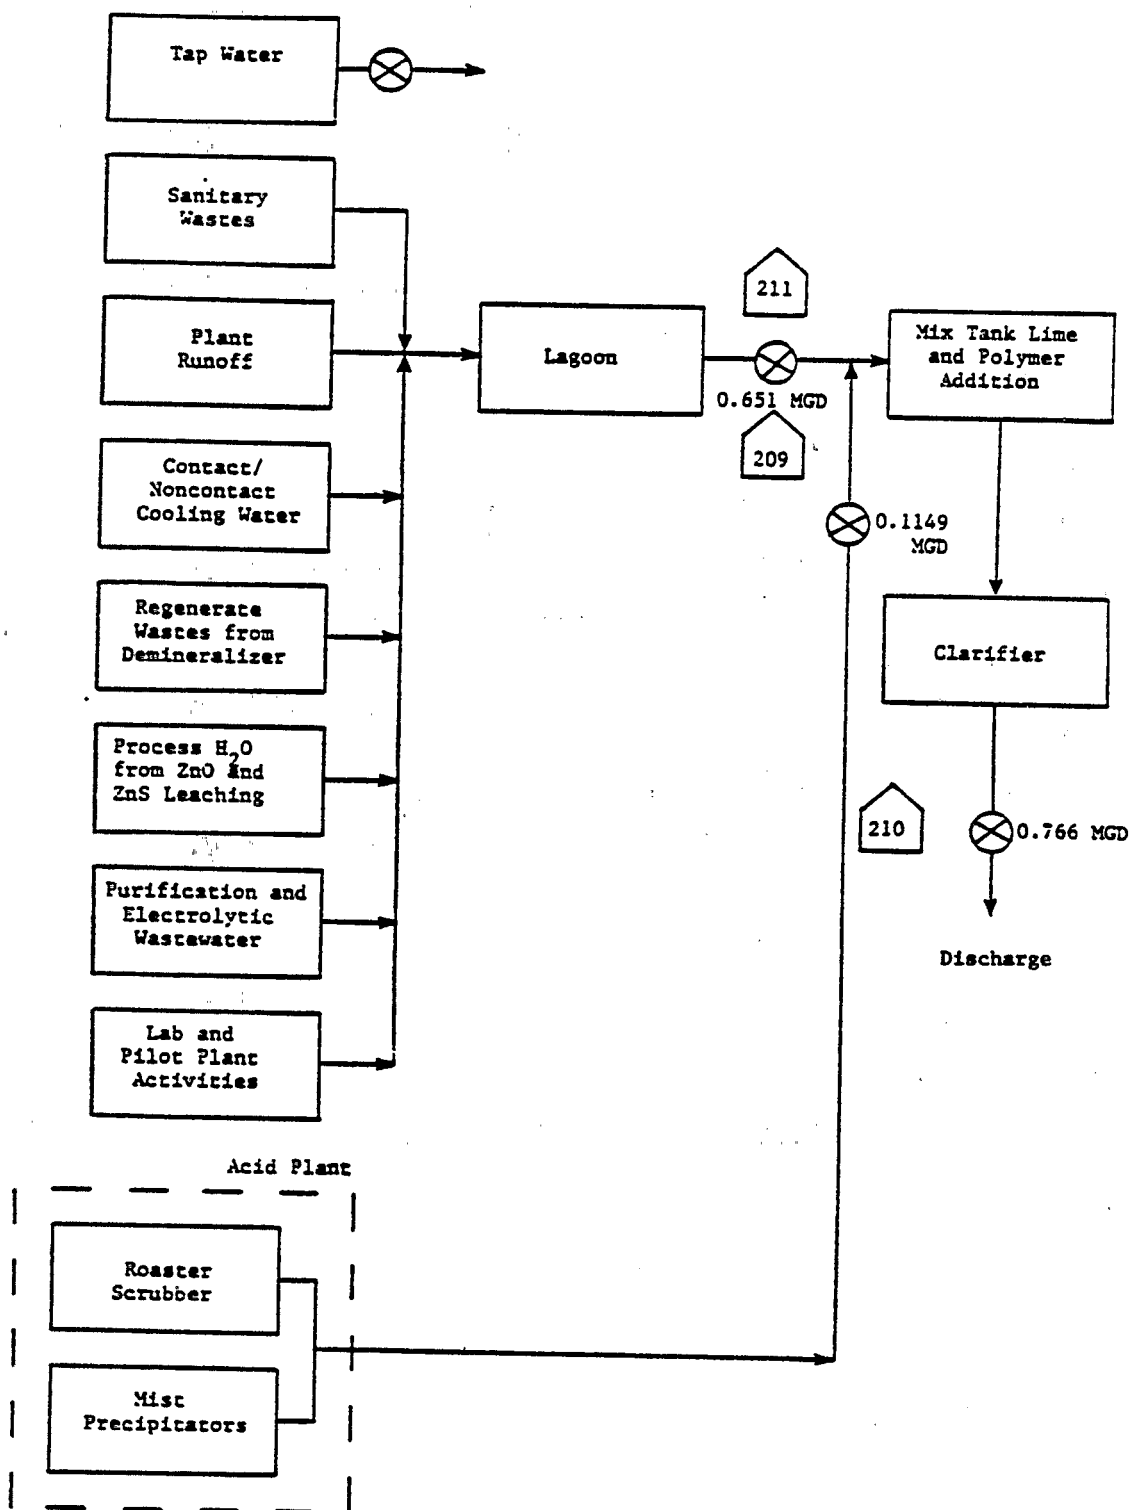 Tap Water
Sanitary
Wastes
Plant
Runoff
Contact/
Noncontact
Cooling Water
Regenerate
Wastes from
Demineralizer
Process H2O
from ZnO and
ZnS Leaching
Purification and
Electrolytic
Wastewater
Lab and
Pilot Plant
Activities
Lagoon
211
0.651 MGD
209
Mix Tank Lime
and Polymer
Addition
0.1149
MGD
Clarifier
210
0.766 MGD
Discharge
Acid Plant
Roaster
Scrubber
Mist
Precipitators